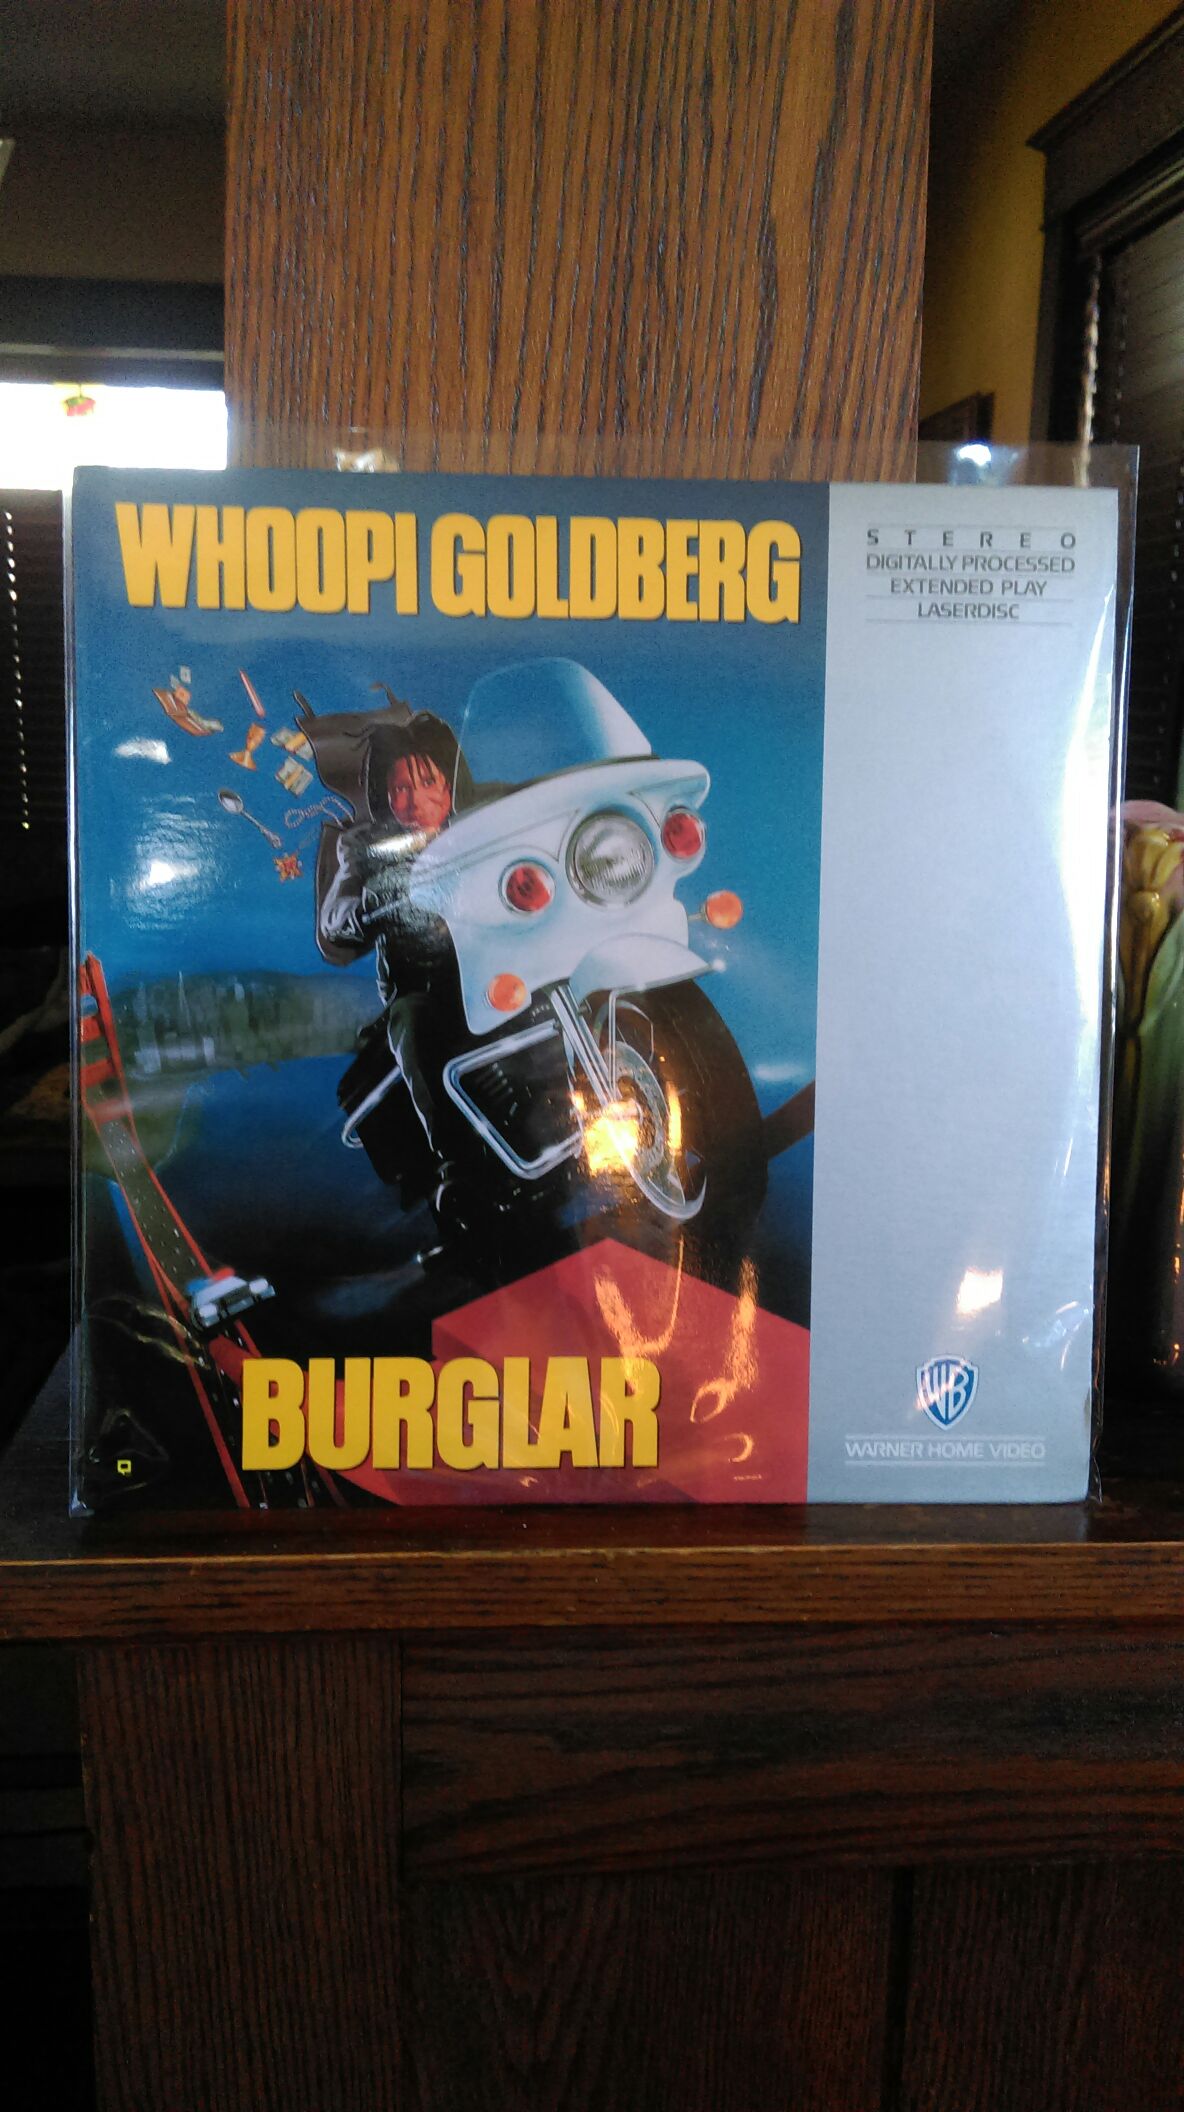 WHOOPI GOLDBERG
STEREO
DIGITALLY PROCESSED
EXTENDED PLAY
LASERDISC
BURGLAR
WB
WARNER HOME VIDEO